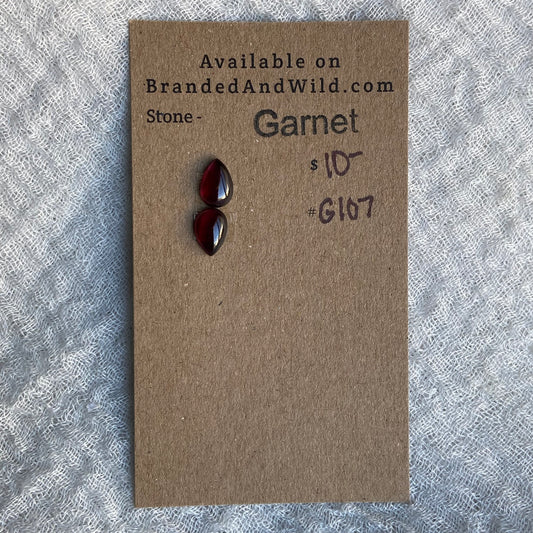 Available on
BrandedAndWild.com
Stone - Garnet
$ 10-
#G107